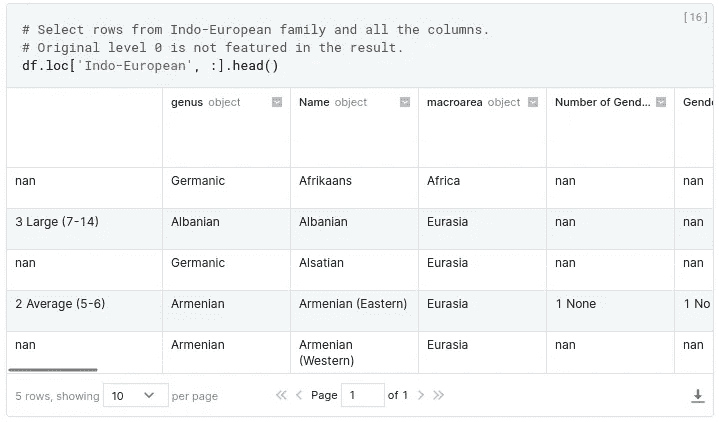 [16]
# Select rows from Indo-European family and all the columns.
# Original level 0 is not featured in the result.
df.loc['Indo-European', :].head()
genus object Name object macroarea object Number of Gend... Gende
nan Germanic Afrikaans Africa nan nan
3 Large (7-14) Albanian Albanian Eurasia nan nan
nan Germanic Alsatian Eurasia nan nan
2 Average (5-6) Armenian Armenian (Eastern) Eurasia 1 None 1 No
nan Armenian Armenian Eurasia nan nan
(Western)
5 rows, showing 10 per page << < Page 1 of 1 > >>